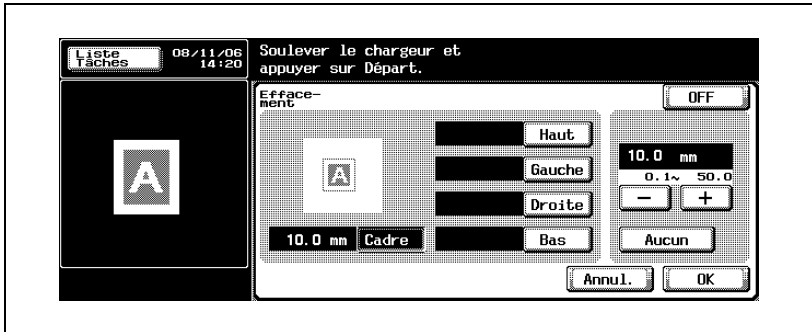 Liste
Tâches
08/11/06
14:20
Soulever le chargeur et
appuyer sur Départ.
Efface-
ment
OFF
A
A
Haut
Gauche
Droite
10.0 mm Cadre
Bas
10.0 mm
0.1~ 50.0
− +
Aucun
Annul. OK